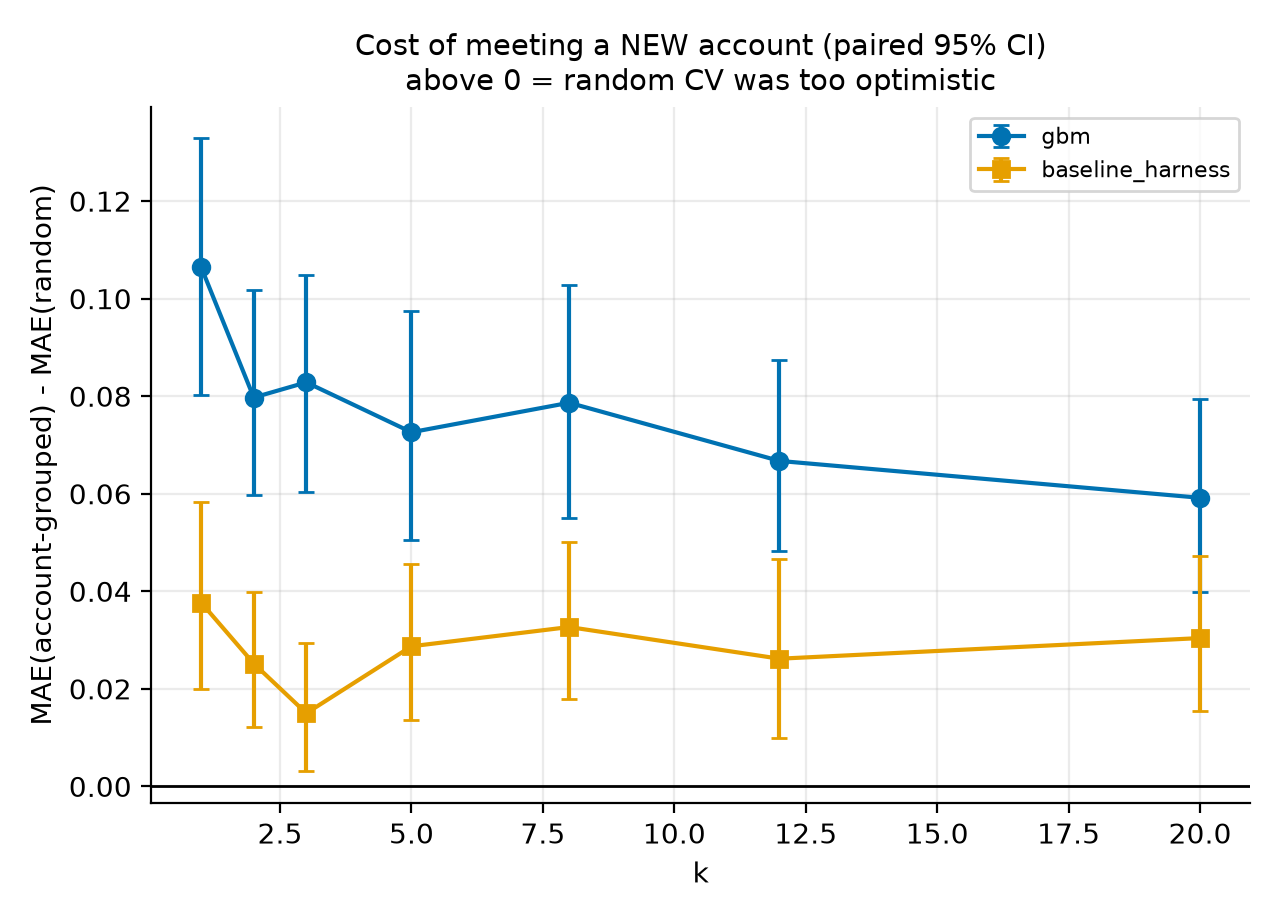 Cost of meeting a NEW account (paired 95% CI)
above 0 = random CV was too optimistic
gbm
baseline_harness
MAE(account-grouped) - MAE(random)
0.12
0.10
0.08
0.06
0.04
0.02
0.00
2.5 5.0 7.5 10.0 12.5 15.0 17.5 20.0
k